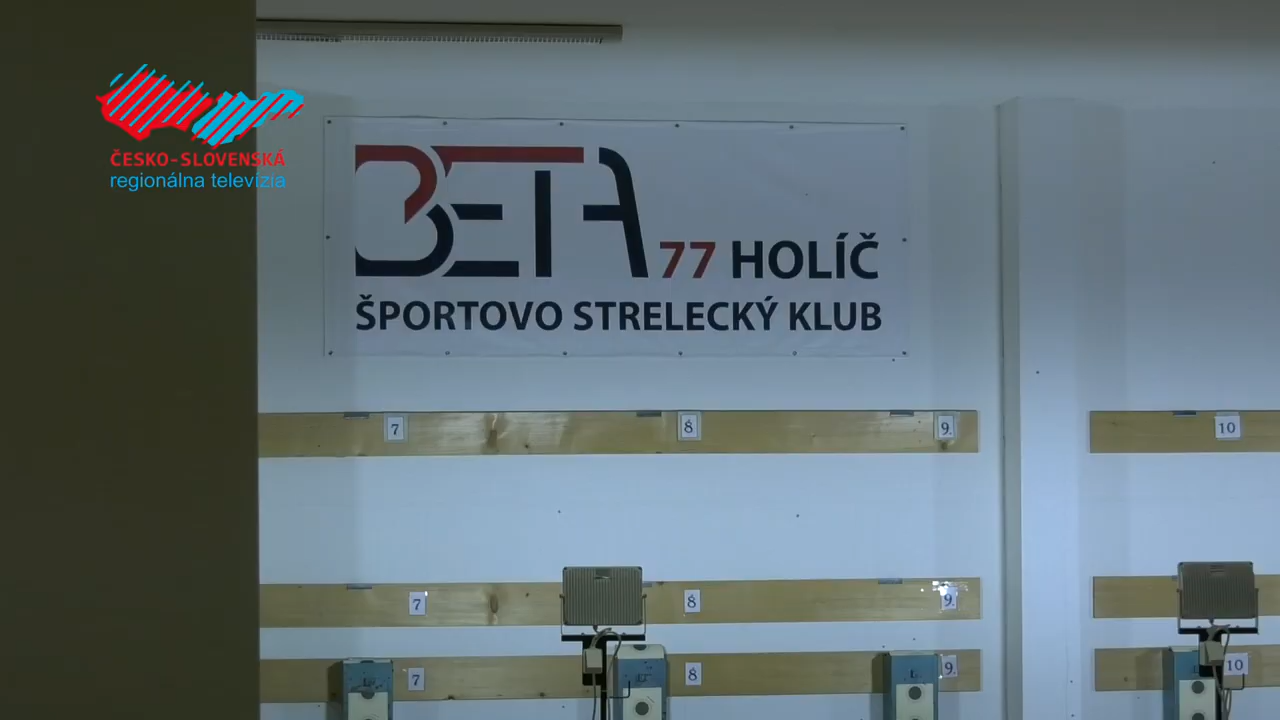 ČESKO-SLOVENSKÁ
regionálna televízia
BETA 77 HOLÍČ
ŠPORTOVO STRELECKÝ KLUB
7 8 9 10
7 8 9
7 8 9 10